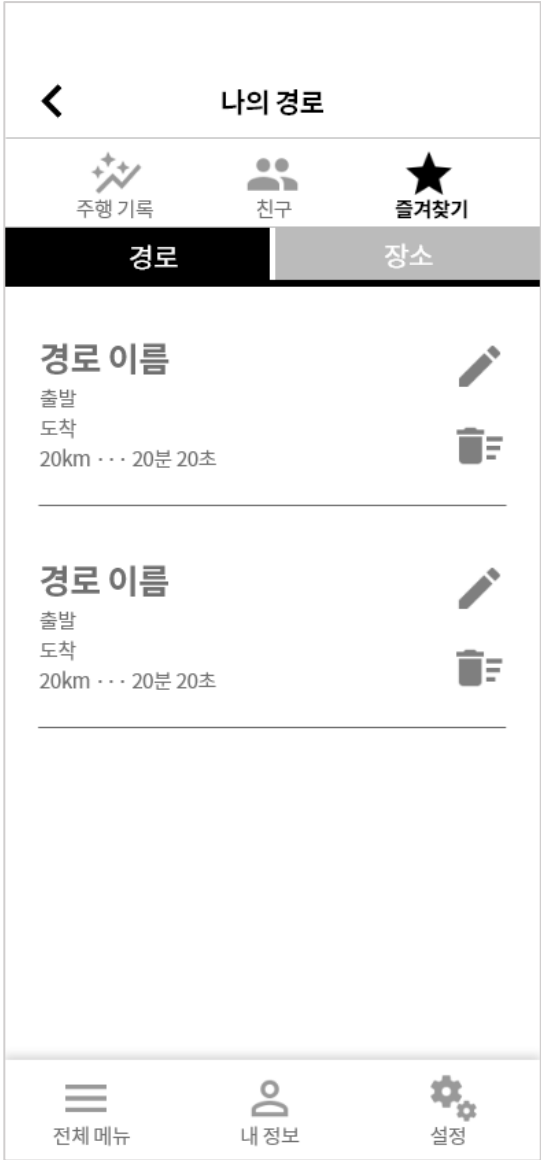 나의 경로
주행 기록 친구 즐겨찾기
경로 장소
경로 이름
출발
도착
20km ··· 20분 20초
경로 이름
출발
도착
20km ··· 20분 20초
전체 메뉴 내 정보 설정